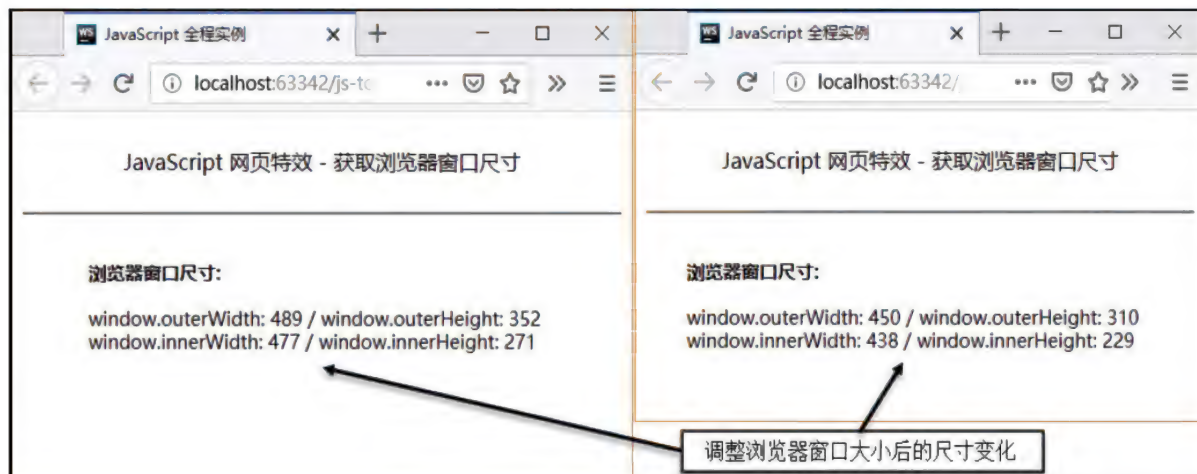 WS JavaScript 全程实例
localhost:63342/js-tc
JavaScript 网页特效 - 获取浏览器窗口尺寸
浏览器窗口尺寸:
window.outerWidth: 489 / window.outerHeight: 352
window.innerWidth: 477 / window.innerHeight: 271
WS JavaScript 全程实例
localhost:63342/
JavaScript 网页特效 - 获取浏览器窗口尺寸
浏览器窗口尺寸:
window.outerWidth: 450 / window.outerHeight: 310
window.innerWidth: 438 / window.innerHeight: 229
调整浏览器窗口大小后的尺寸变化